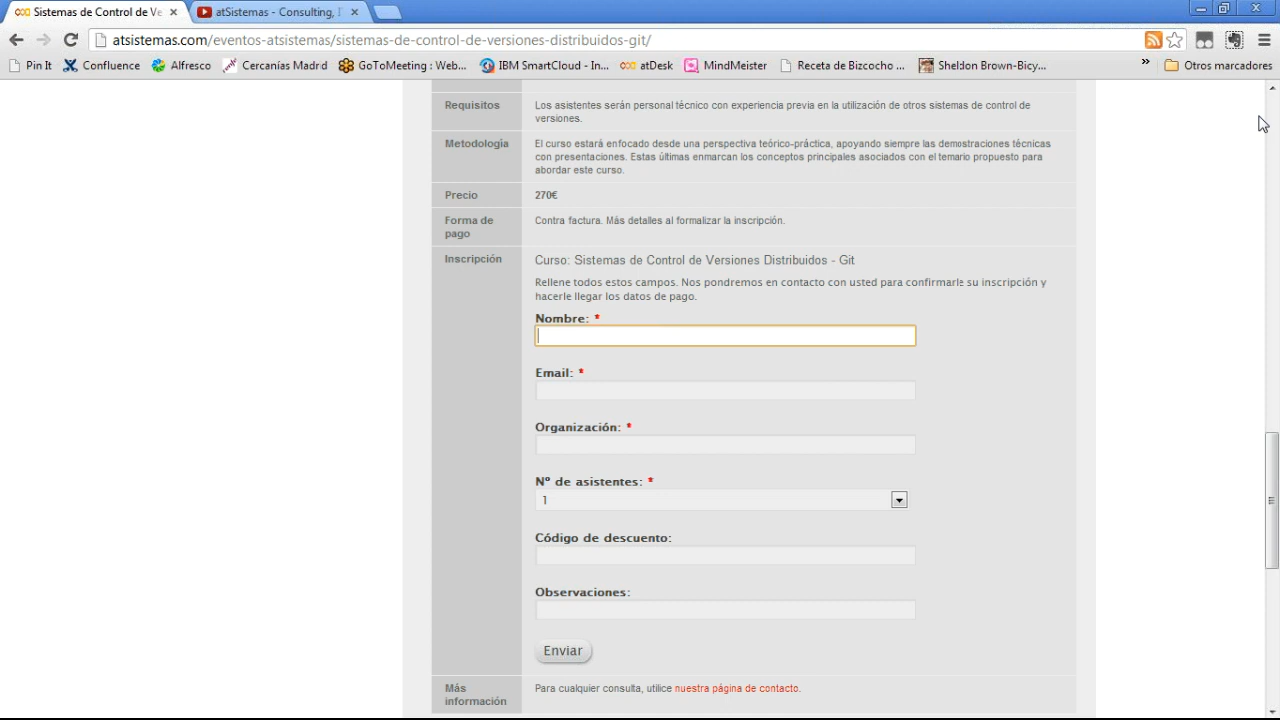 Sistemas de Control de Ve
atSistemas - Consulting,
atsistemas.com/eventos-atsistemas/sistemas-de-control-de-versiones-distribuidos-git/
Pin It Confluence Alfresco Cercanías Madrid GoToMeeting : Web... IBM SmartCloud - In... atDesk MindMeister Receta de Bizcocho ... Sheldon Brown-Bicy... » Otros marcadores
Requisitos
Los asistentes serán personal técnico con experiencia previa en la utilización de otros sistemas de control de
versiones.
Metodología
El curso estará enfocado desde una perspectiva teórico-práctica, apoyando siempre las demostraciones técnicas
con presentaciones. Estas últimas enmarcan los conceptos principales asociados con el temario propuesto para
abordar este curso.
Precio
270€
Forma de
pago
Contra factura. Más detalles al formalizar la inscripción.
Inscripción
Curso: Sistemas de Control de Versiones Distribuidos - Git
Rellene todos estos campos. Nos pondremos en contacto con usted para confirmarle su inscripción y
hacerle llegar los datos de pago.
Nombre: *
Email: *
Organización: *
Nº de asistentes: *
1
Código de descuento:
Observaciones:
Enviar
Más
información
Para cualquier consulta, utilice nuestra página de contacto.